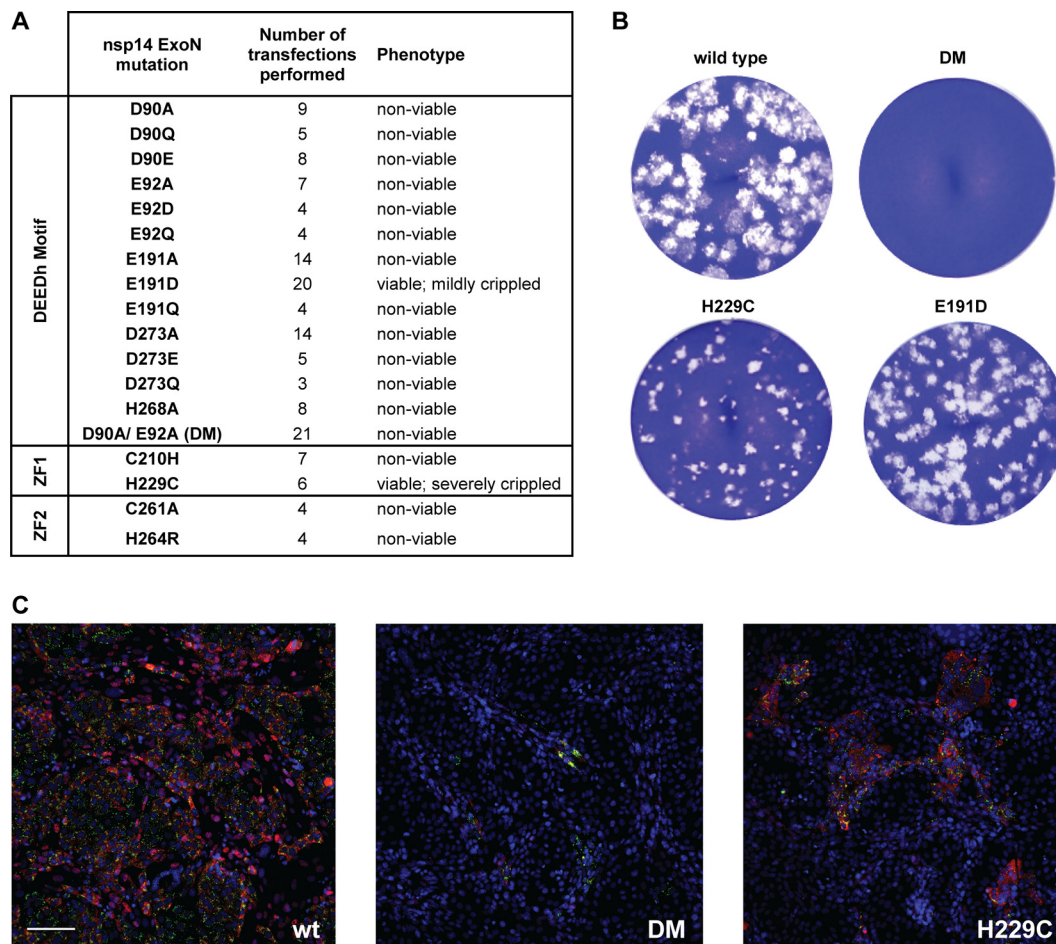 A
nsp14 ExoN mutation Number of transfections performed Phenotype
DEEDh Motif
D90A 9 non-viable
D90Q 5 non-viable
D90E 8 non-viable
E92A 7 non-viable
E92D 4 non-viable
E92Q 4 non-viable
E191A 14 non-viable
E191D 20 viable; mildly crippled
E191Q 4 non-viable
D273A 14 non-viable
D273E 5 non-viable
D273Q 3 non-viable
H268A 8 non-viable
D90A/ E92A (DM) 21 non-viable
ZF1
C210H 7 non-viable
H229C 6 viable; severely crippled
ZF2
C261A 4 non-viable
H264R 4 non-viable
B
wild type DM
H229C E191D
C
wt DM H229C